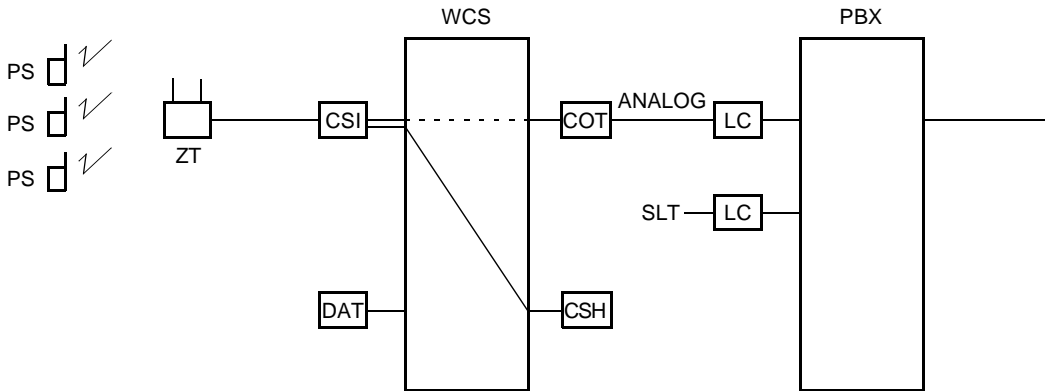 WCS
PBX
PS
PS
PS
ZT
CSI
COT
ANALOG
LC
SLT
LC
DAT
CSH